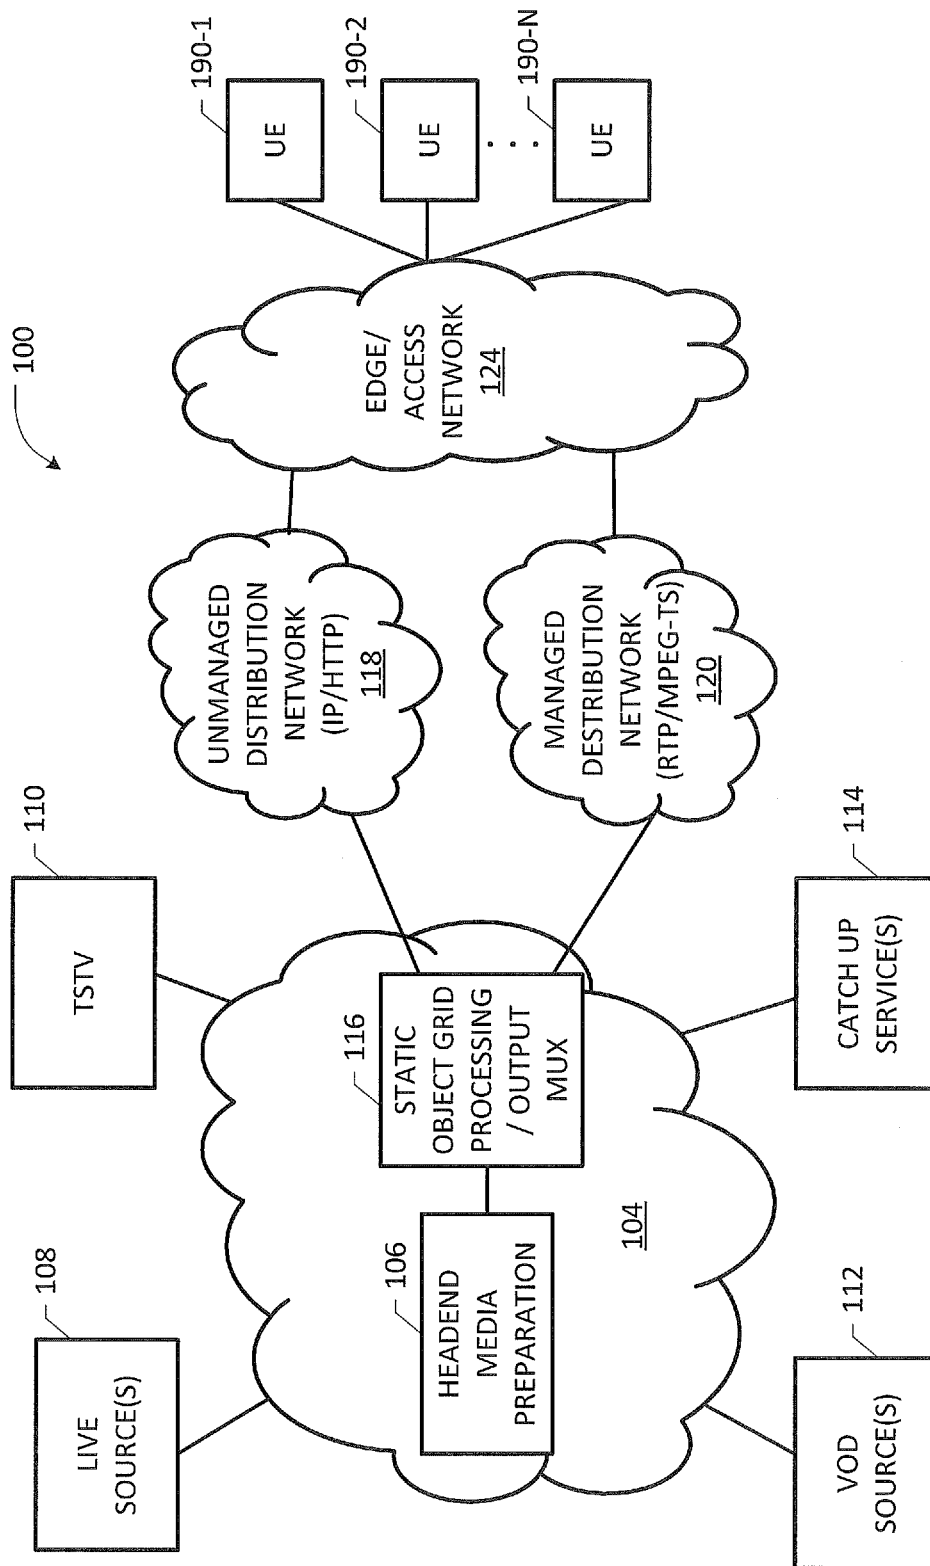 100
108
LIVE
SOURCE(S)
110
TSTV
106
HEADEND
MEDIA
PREPARATION
116
STATIC
OBJECT GRID
PROCESSING
/ OUTPUT
MUX
104
112
VOD
SOURCE(S)
114
CATCH UP
SERVICE(S)
UNMANAGED
DISTRIBUTION
NETWORK
(IP/HTTP)
118
MANAGED
DESTRIBUTION
NETWORK
(RTP/MPEG-TS)
120
EDGE/
ACCESS
NETWORK
124
190-1
UE
190-2
UE
. . .
190-N
UE